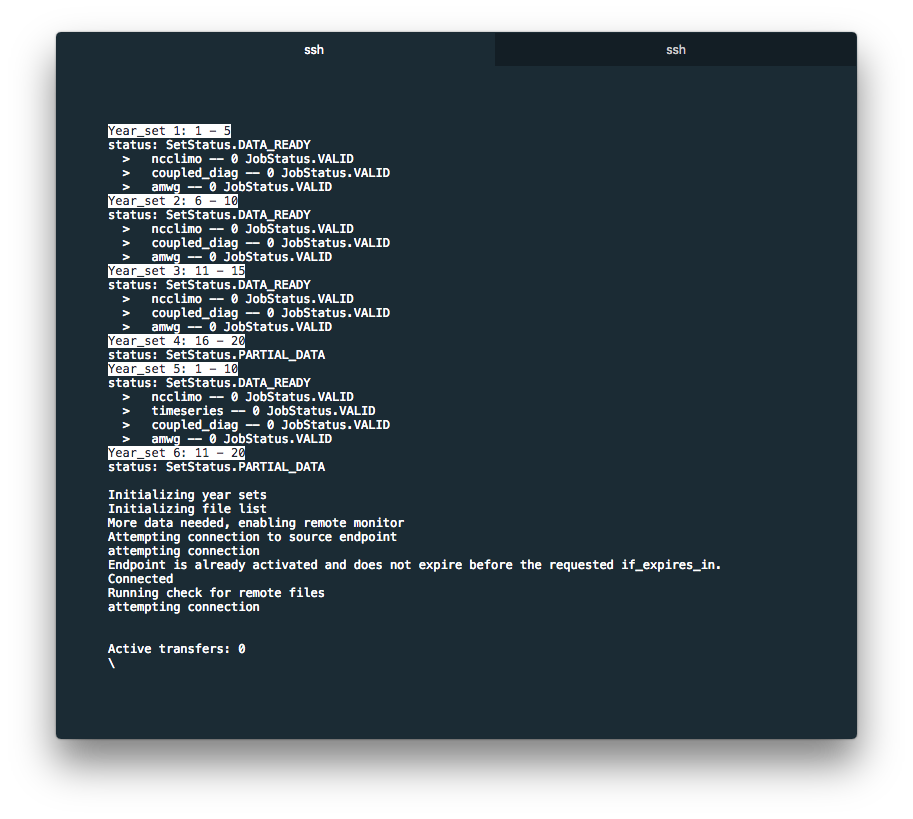 ssh
ssh
Year_set 1: 1 - 5
status: SetStatus.DATA_READY
>   ncclimo -- 0 JobStatus.VALID
>   coupled_diag -- 0 JobStatus.VALID
>   amwg -- 0 JobStatus.VALID
Year_set 2: 6 - 10
status: SetStatus.DATA_READY
>   ncclimo -- 0 JobStatus.VALID
>   coupled_diag -- 0 JobStatus.VALID
>   amwg -- 0 JobStatus.VALID
Year_set 3: 11 - 15
status: SetStatus.DATA_READY
>   ncclimo -- 0 JobStatus.VALID
>   coupled_diag -- 0 JobStatus.VALID
>   amwg -- 0 JobStatus.VALID
Year_set 4: 16 - 20
status: SetStatus.PARTIAL_DATA
Year_set 5: 1 - 10
status: SetStatus.DATA_READY
>   ncclimo -- 0 JobStatus.VALID
>   timeseries -- 0 JobStatus.VALID
>   coupled_diag -- 0 JobStatus.VALID
>   amwg -- 0 JobStatus.VALID
Year_set 6: 11 - 20
status: SetStatus.PARTIAL_DATA
Initializing year sets
Initializing file list
More data needed, enabling remote monitor
Attempting connection to source endpoint
attempting connection
Endpoint is already activated and does not expire before the requested if_expires_in.
Connected
Running check for remote files
attempting connection
Active transfers: 0
\